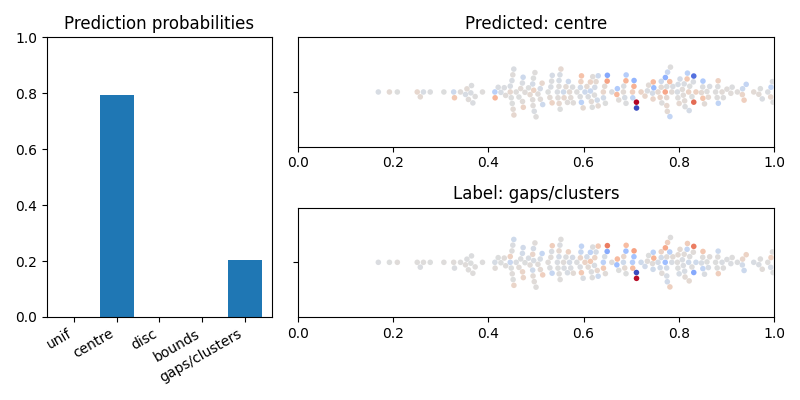 Prediction probabilities
1.0
0.8
0.6
0.4
0.2
0.0
unif
centre
disc
bounds
gaps/clusters
Predicted: centre
0.0 0.2 0.4 0.6 0.8 1.0
Label: gaps/clusters
0.0 0.2 0.4 0.6 0.8 1.0